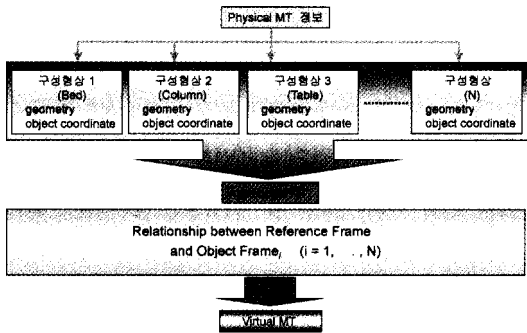 Physical MT 정보
구성형상 1
(Bed)
geometry
object coordinate
구성형상 2
(Column)
geometry
object coordinate
구성형상 3
(Table)
geometry
object coordinate
구성형상
(N)
geometry
object coordinate
Relationship between Reference Frame
and Object Frameᵢ (i = 1, . , N)
Virtual MT